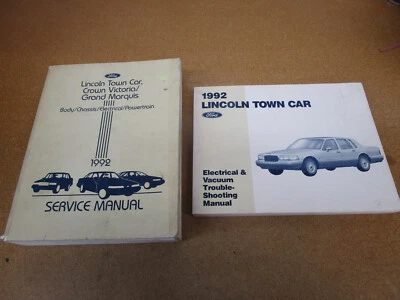 Ford
Lincoln Town Car,
Crown Victoria/
Grand Marquis
Body/Chassis/Electrical/Powertrain
1992
SERVICE MANUAL
1992
LINCOLN TOWN CAR
Ford
Electrical &
Vacuum
Trouble-
Shooting
Manual